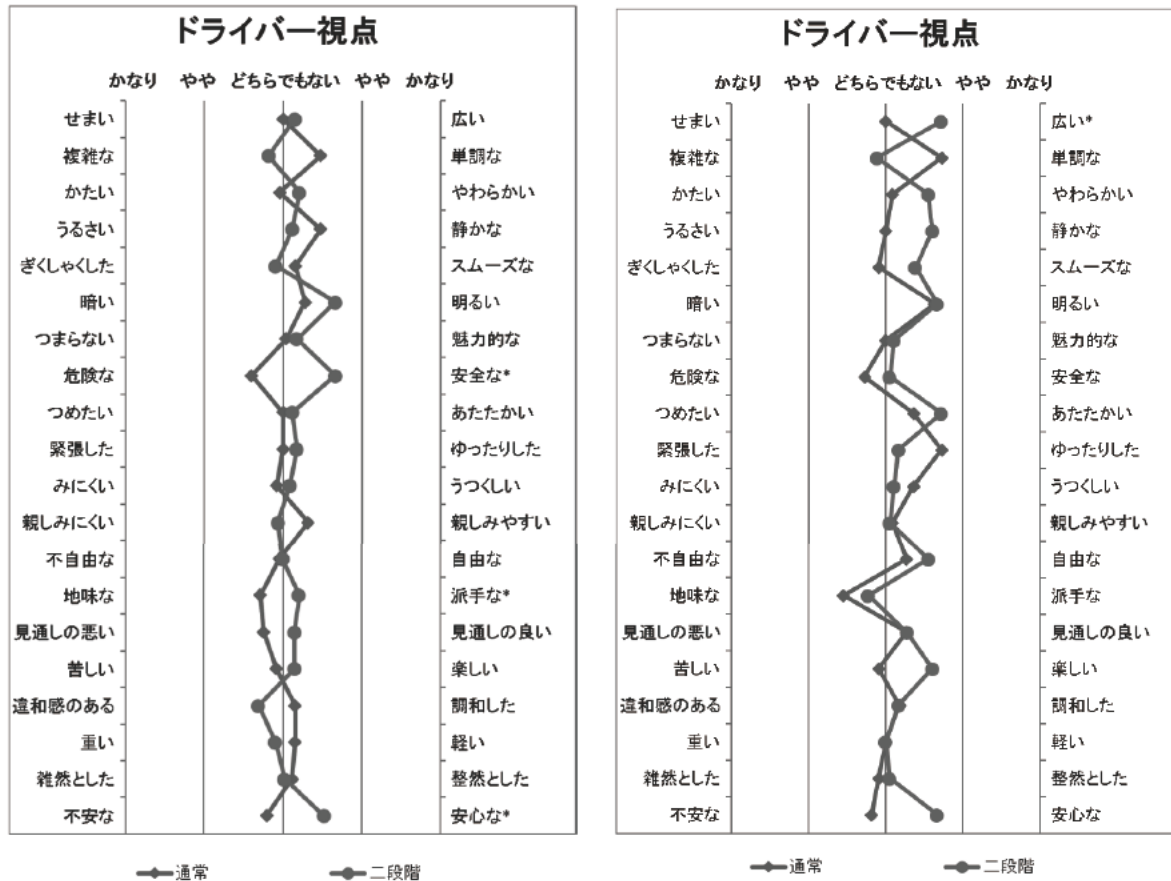 ドライバー視点
かなり やや どちらでもない やや かなり
せまい 広い
複雑な 単調な
かたい やわらかい
うるさい 静かな
ぎくしゃくした スムーズな
暗い 明るい
つまらない 魅力的な
危険な 安全な*
つめたい あたたかい
緊張した ゆったりした
みにくい うつくしい
親しみにくい 親しみやすい
不自由な 自由な
地味な 派手な*
見通しの悪い 見通しの良い
苦しい 楽しい
違和感のある 調和した
重い 軽い
雑然とした 整然とした
不安な 安心な*
通常 二段階
ドライバー視点
かなり やや どちらでもない やや かなり
せまい 広い*
複雑な 単調な
かたい やわらかい
うるさい 静かな
ぎくしゃくした スムーズな
暗い 明るい
つまらない 魅力的な
危険な 安全な
つめたい あたたかい
緊張した ゆったりした
みにくい うつくしい
親しみにくい 親しみやすい
不自由な 自由な
地味な 派手な
見通しの悪い 見通しの良い
苦しい 楽しい
違和感のある 調和した
重い 軽い
雑然とした 整然とした
不安な 安心な
通常 二段階